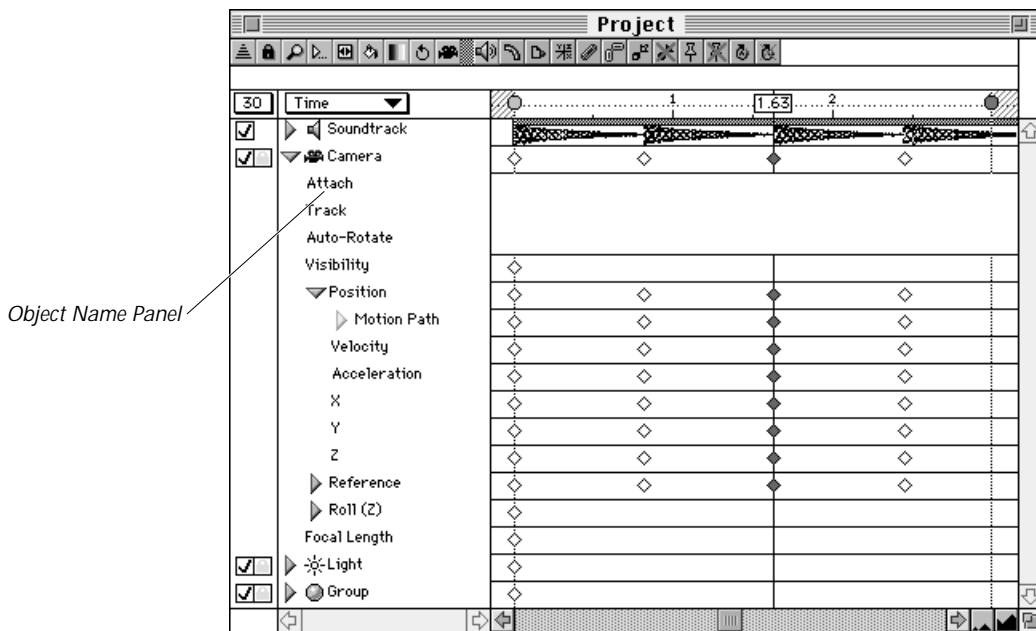 Project
30 Time 1 1.63 2
Soundtrack
Camera
Attach
Track
Auto-Rotate
Visibility
Position
Motion Path
Velocity
Acceleration
X
Y
Z
Reference
Roll (Z)
Focal Length
Light
Group
Object Name Panel